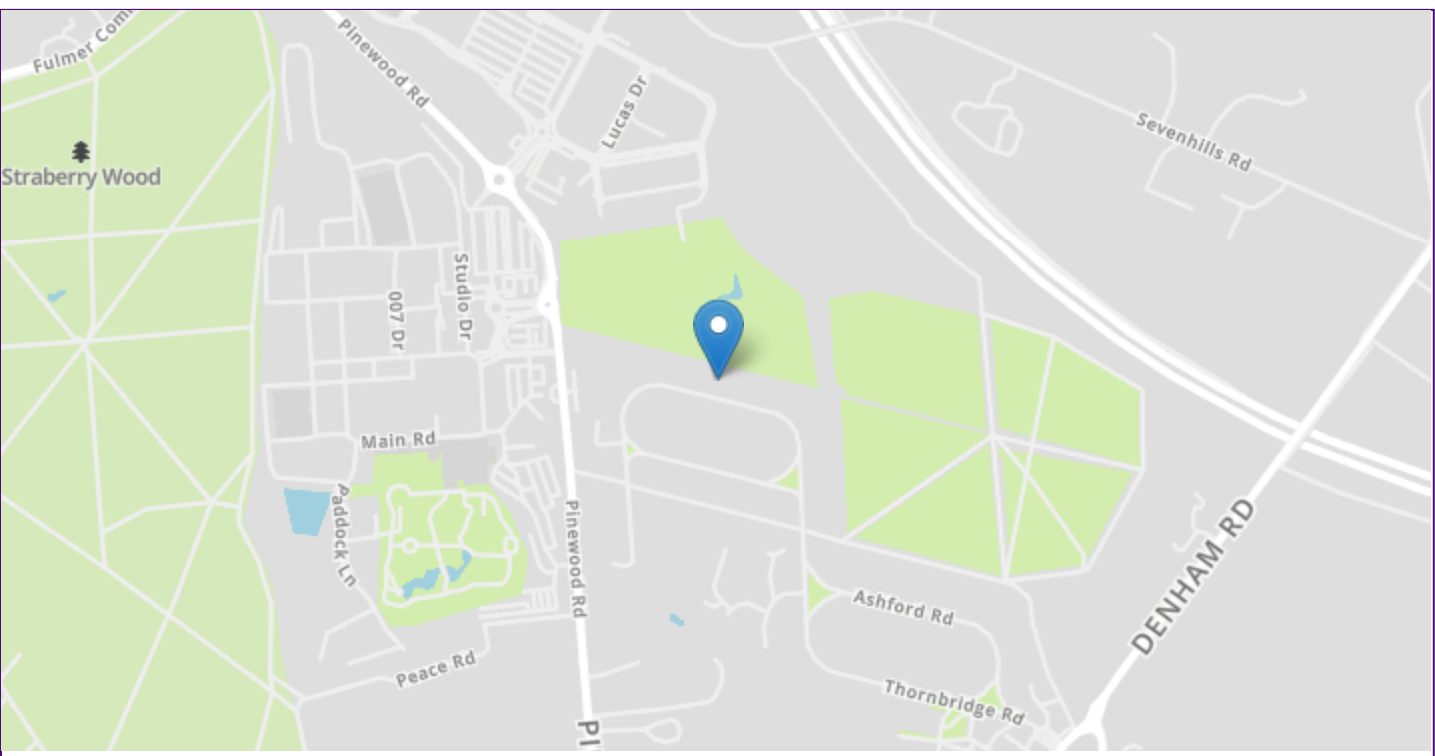 Fulmer Com
Pinewood Rd
Lucas Dr
Sevenhills Rd
Straberry Wood
Studio Dr
007 Dr
Main Rd
Paddock Ln
Pinewood Rd
DENHAM RD
Ashford Rd
Peace Rd
Thornbridge Rd
PI